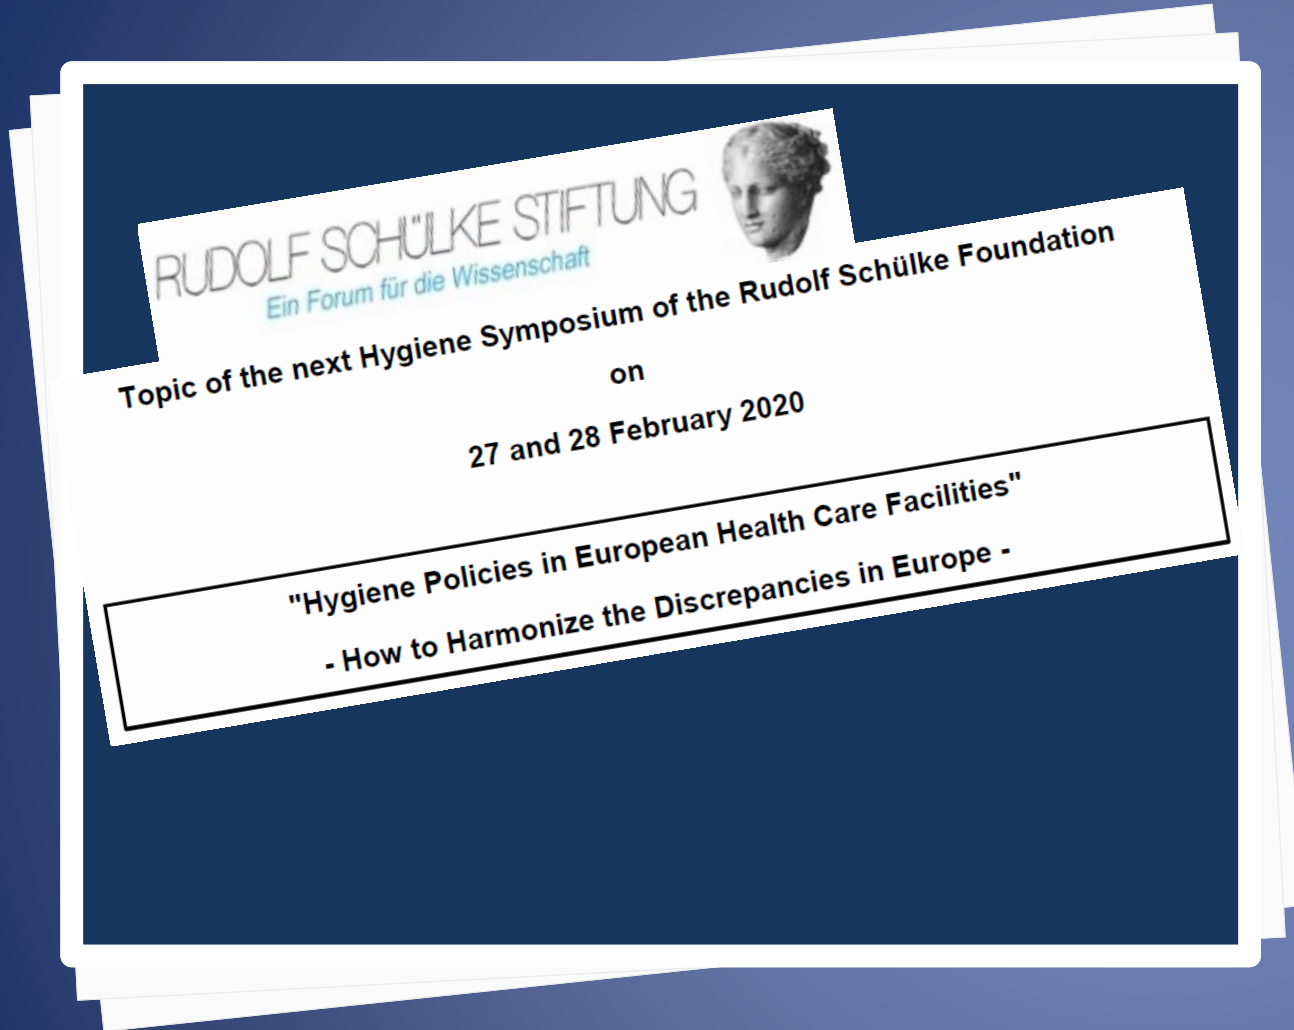 RUDOLF SCHÜLKE STIFTUNG
Ein Forum für die Wissenschaft
Topic of the next Hygiene Symposium of the Rudolf Schülke Foundation
on
27 and 28 February 2020
"Hygiene Policies in European Health Care Facilities"
- How to Harmonize the Discrepancies in Europe -